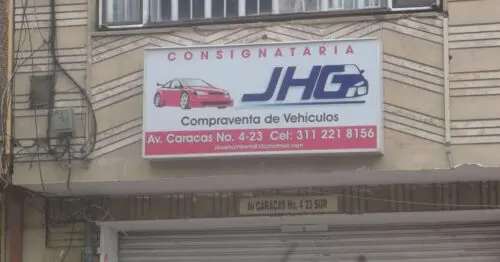 CONSIGNATARIA
JHG
Compraventa de Vehículos
Av. Caracas No. 4-23 Cel: 311 221 8156
AV CARACAS No. 4 23 SUR